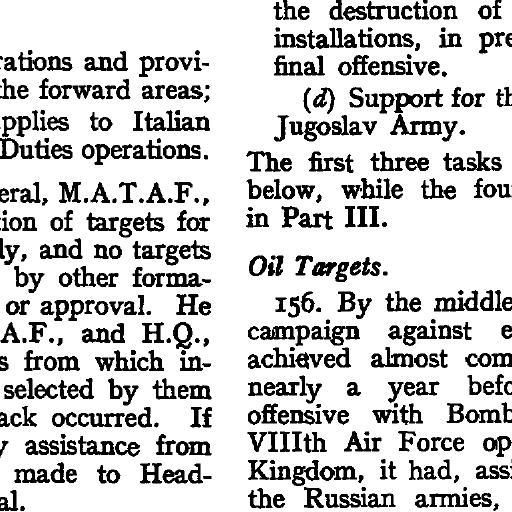 rations and provi-
the forward areas;
pplies to Italian
Duties operations.
eral, M.A.T.A.F.,
tion of targets for
ly, and no targets
by other forma-
or approval. He
A.F., and H.Q.,
s from which in-
selected by them
ack occurred. If
y assistance from
made to Head-
al.
the destruction of
installations, in pre
final offensive.
(d) Support for th
Jugoslav Army.
The first three tasks
below, while the fou
in Part III.
Oil Targets.
156. By the middle
campaign against e
achieved almost com
nearly a year befo
offensive with Bomb
VIIIth Air Force op
Kingdom, it had, assi
the Russian armies,